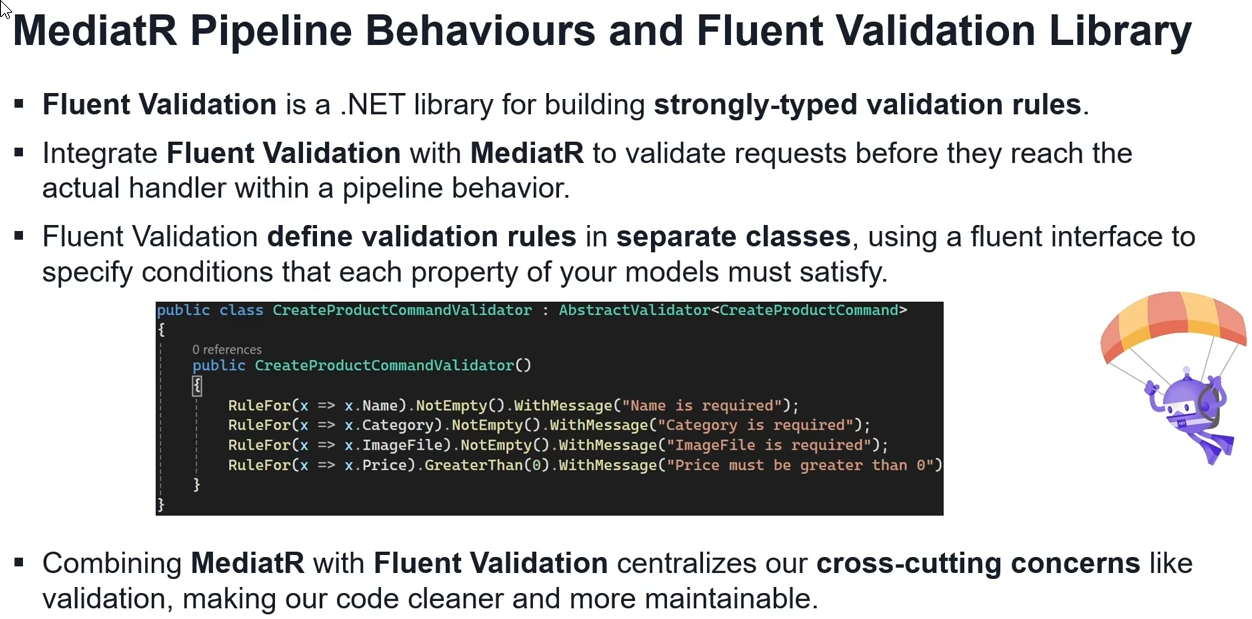 MediatR Pipeline Behaviours and Fluent Validation Library
▪ Fluent Validation is a .NET library for building strongly-typed validation rules.
▪ Integrate Fluent Validation with MediatR to validate requests before they reach the
actual handler within a pipeline behavior.
▪ Fluent Validation define validation rules in separate classes, using a fluent interface to
specify conditions that each property of your models must satisfy.
public class CreateProductCommandValidator : AbstractValidator<CreateProductCommand>
{
0 references
public CreateProductCommandValidator()
{
RuleFor(x => x.Name).NotEmpty().WithMessage("Name is required");
RuleFor(x => x.Category).NotEmpty().WithMessage("Category is required");
RuleFor(x => x.ImageFile).NotEmpty().WithMessage("ImageFile is required");
RuleFor(x => x.Price).GreaterThan(0).WithMessage("Price must be greater than 0")
}
}
▪ Combining MediatR with Fluent Validation centralizes our cross-cutting concerns like
validation, making our code cleaner and more maintainable.